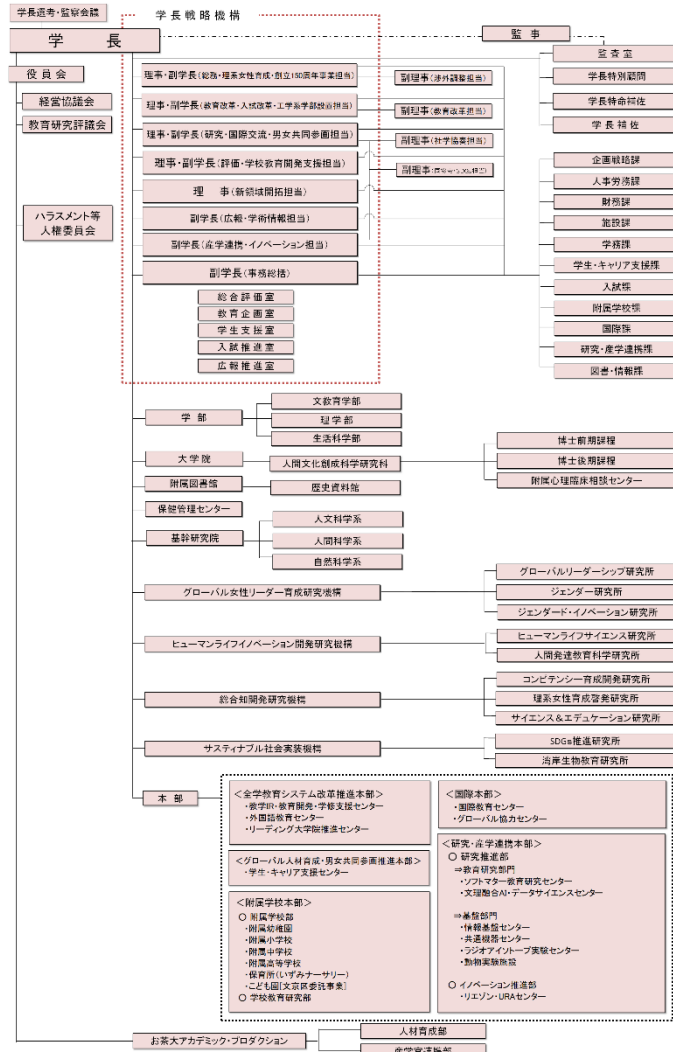 学長選考・監察会議
学長戦略機構
学　長
監事
役員会
経営協議会
教育研究評議会
ハラスメント等
人権委員会
理事・副学長(総務・理系女性育成・創立150周年事業担当)
理事・副学長(教育改革・入試改革・工学系学部設置担当)
理事・副学長(研究・国際交流・男女共同参画担当)
理事・副学長(評価・学校教育開発支援担当)
理　事(新領域開拓担当)
副学長(広報・学術情報担当)
副学長(産学連携・イノベーション担当)
副学長(事務総括)
総合評価室
教育企画室
学生支援室
入試推進室
広報推進室
副理事(渉外調整担当)
副理事(教育改革担当)
副理事(社学協奏担当)
副理事
監査室
学長特別顧問
学長特命補佐
学長補佐
企画戦略課
人事労務課
財務課
施設課
学務課
学生・キャリア支援課
入試課
附属学校課
国際課
研究・産学連携課
図書・情報課
学部
文教育学部
理学部
生活科学部
大学院
人間文化創成科学研究科
博士前期課程
博士後期課程
附属心理臨床相談センター
附属図書館
歴史資料館
保健管理センター
基幹研究院
人文科学系
人間科学系
自然科学系
グローバル女性リーダー育成研究機構
グローバルリーダーシップ研究所
ジェンダー研究所
ジェンダード・イノベーション研究所
ヒューマンライフイノベーション開発研究機構
ヒューマンライフサイエンス研究所
人間発達教育科学研究所
総合知開発研究機構
コンピテンシー育成開発研究所
理系女性育成啓発研究所
サイエンス＆エデュケーション研究所
サスティナブル社会実装機構
SDGs推進研究所
湾岸生物教育研究所
本部
＜全学教育システム改革推進本部＞
・教学IR・教育開発・学修支援センター
・外国語教育センター
・リーディング大学院推進センター
＜グローバル人材育成・男女共同参画推進本部＞
・学生・キャリア支援センター
＜附属学校本部＞
○ 附属学校部
・附属幼稚園
・附属小学校
・附属中学校
・附属高等学校
・保育所(いずみナーサリー)
・こども園[文京区委託事業]
○ 学校教育研究部
＜国際本部＞
・国際教育センター
・グローバル協力センター
＜研究・産学連携本部＞
○ 研究推進部
⇒教育研究部門
・ソフトマター教育研究センター
・文理融合AI・データサイエンスセンター
⇒基盤部門
・情報基盤センター
・共通機器センター
・ラジオアイソトープ実験センター
・動物実験施設
○ イノベーション推進部
・リエゾン・URAセンター
お茶大アカデミック・プロダクション
人材育成部
産学官連携部